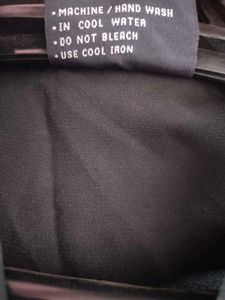 • MACHINE / HAND WASH
• IN COOL WATER
• DO NOT BLEACH
• USE COOL IRON